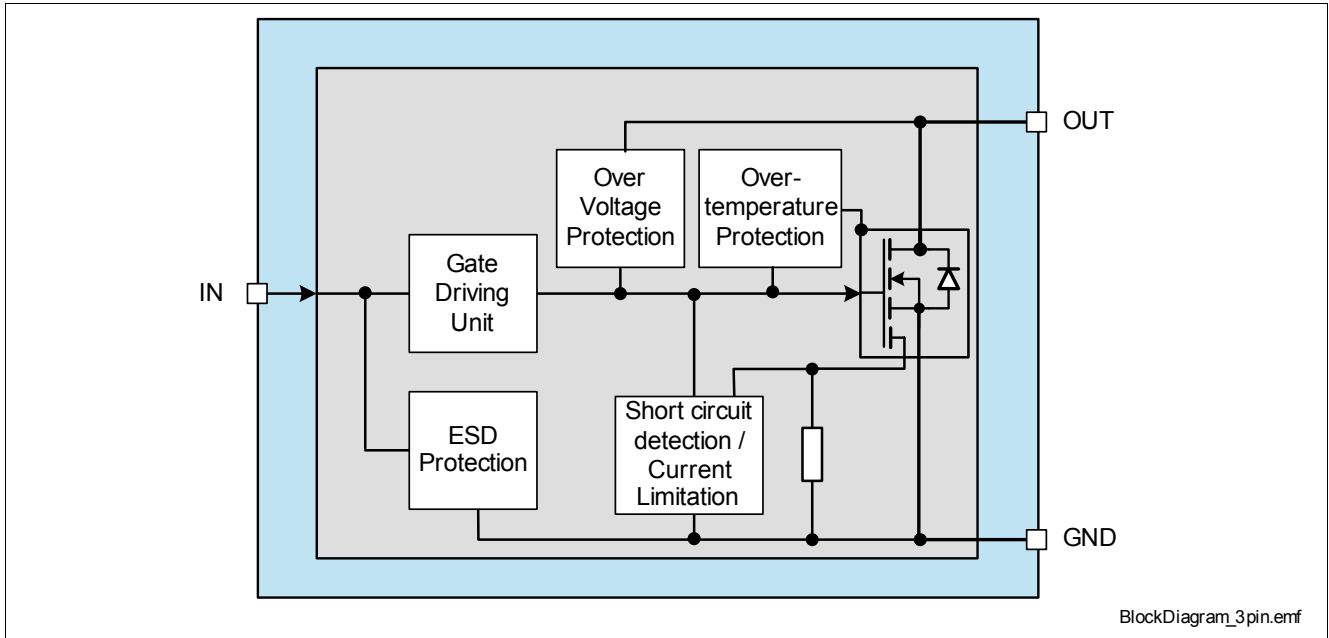 OUT
Over
Voltage
Protection
Over-
temperature
Protection
IN
Gate
Driving
Unit
ESD
Protection
Short circuit
detection /
Current
Limitation
GND
BlockDiagram_3pin.emf